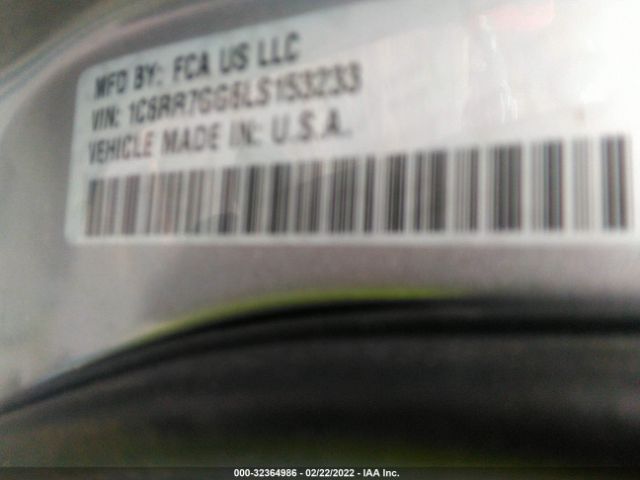 MFD BY: FCA US LLC
VIN: 1C6RR7GG6LS153233
VEHICLE MADE IN: U.S.A.
000-32364986 - 02/22/2022 - IAA Inc.